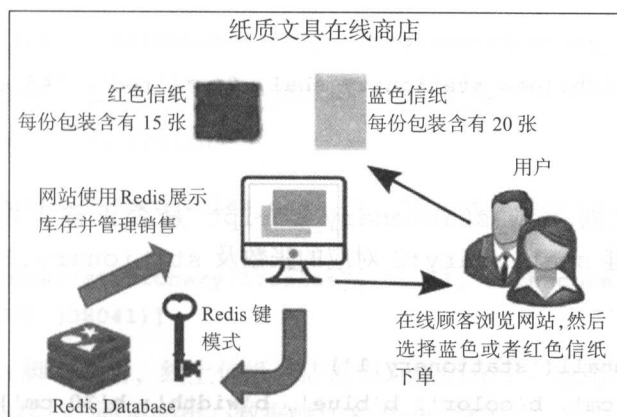 纸质文具在线商店
红色信纸
每份包装含有 15 张
蓝色信纸
每份包装含有 20 张
用户
网站使用Redis展示
库存并管理销售
Redis 键
模式
在线顾客浏览网站,然后
选择蓝色或者红色信纸
下单
Redis Database